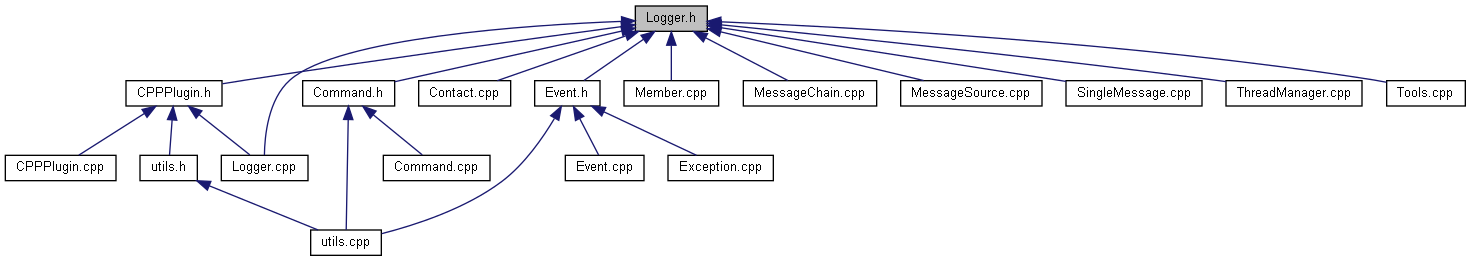 Logger.h
CPPPlugin.h
Command.h
Contact.cpp
Event.h
Member.cpp
MessageChain.cpp
MessageSource.cpp
SingleMessage.cpp
ThreadManager.cpp
Tools.cpp
CPPPlugin.cpp
utils.h
Logger.cpp
Command.cpp
Event.cpp
Exception.cpp
utils.cpp